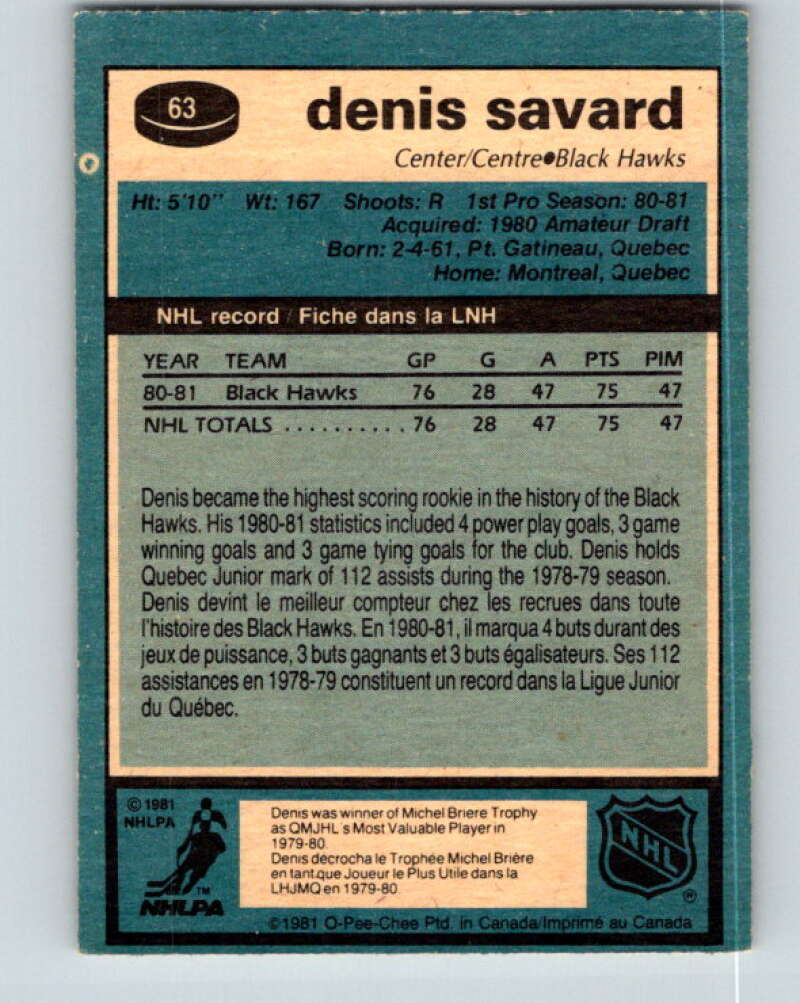 63
denis savard
Center/Centre●Black Hawks
Ht: 5'10" Wt: 167 Shoots: R 1st Pro Season: 80-81
Acquired: 1980 Amateur Draft
Born: 2-4-61, Pt. Gatineau, Quebec
Home: Montreal, Quebec
NHL record / Fiche dans la LNH
YEAR TEAM GP G A PTS PIM
80-81 Black Hawks 76 28 47 75 47
NHL TOTALS .......... 76 28 47 75 47
Denis became the highest scoring rookie in the history of the Black
Hawks. His 1980-81 statistics included 4 power play goals, 3 game
winning goals and 3 game tying goals for the club. Denis holds
Quebec Junior mark of 112 assists during the 1978-79 season.
Denis devint le meilleur compteur chez les recrues dans toute
l'histoire des Black Hawks. En 1980-81, il marqua 4 buts durant des
jeux de puissance, 3 buts gagnants et 3 buts égalisateurs. Ses 112
assistances en 1978-79 constituent un record dans la Ligue Junior
du Québec.
© 1981
NHLPA
TM
NHLPA
Denis was winner of Michel Briere Trophy
as QMJHL's Most Valuable Player in
1979-80.
Denis décrocha le Trophée Michel Brière
en tant que Joueur le Plus Utile dans la
LHJMQ en 1979-80.
NHL
®
©1981 O-Pee-Chee Ptd. in Canada/Imprimé au Canada